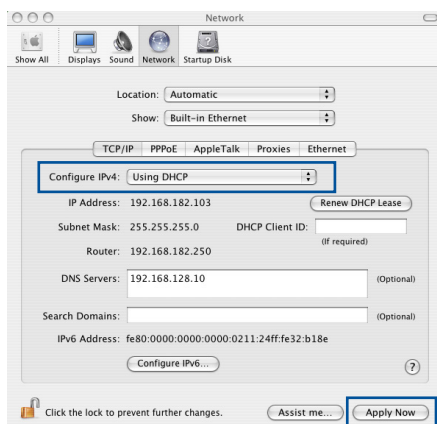 Network
Show All Displays Sound Network Startup Disk
Location: Automatic
Show: Built-in Ethernet
TCP/IP PPPoE AppleTalk Proxies Ethernet
Configure IPv4: Using DHCP
IP Address: 192.168.182.103 Renew DHCP Lease
Subnet Mask: 255.255.255.0 DHCP Client ID:
(If required)
Router: 192.168.182.250
DNS Servers: 192.168.128.10 (Optional)
Search Domains: (Optional)
IPv6 Address: fe80:0000:0000:0000:0211:24ff:fe32:b18e
Configure IPv6... ?
Click the lock to prevent further changes. Assist me... Apply Now